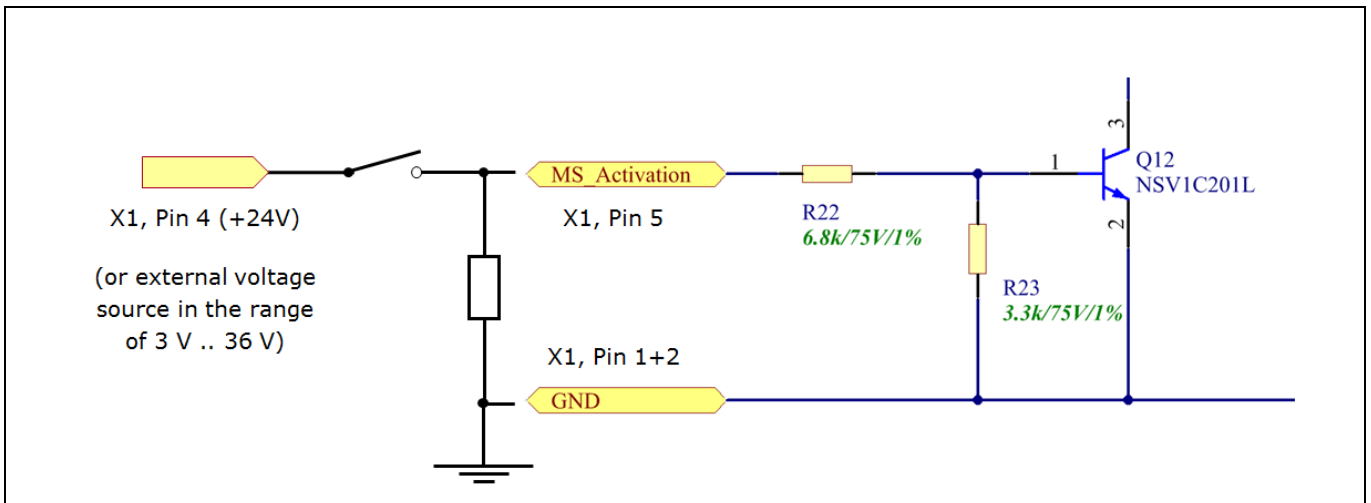 X1, Pin 4 (+24V)
(or external voltage
source in the range
of 3 V .. 36 V)
MS_Activation
X1, Pin 5
X1, Pin 1+2
GND
R22
6.8k/75V/1%
R23
3.3k/75V/1%
1
3
2
Q12
NSV1C201L